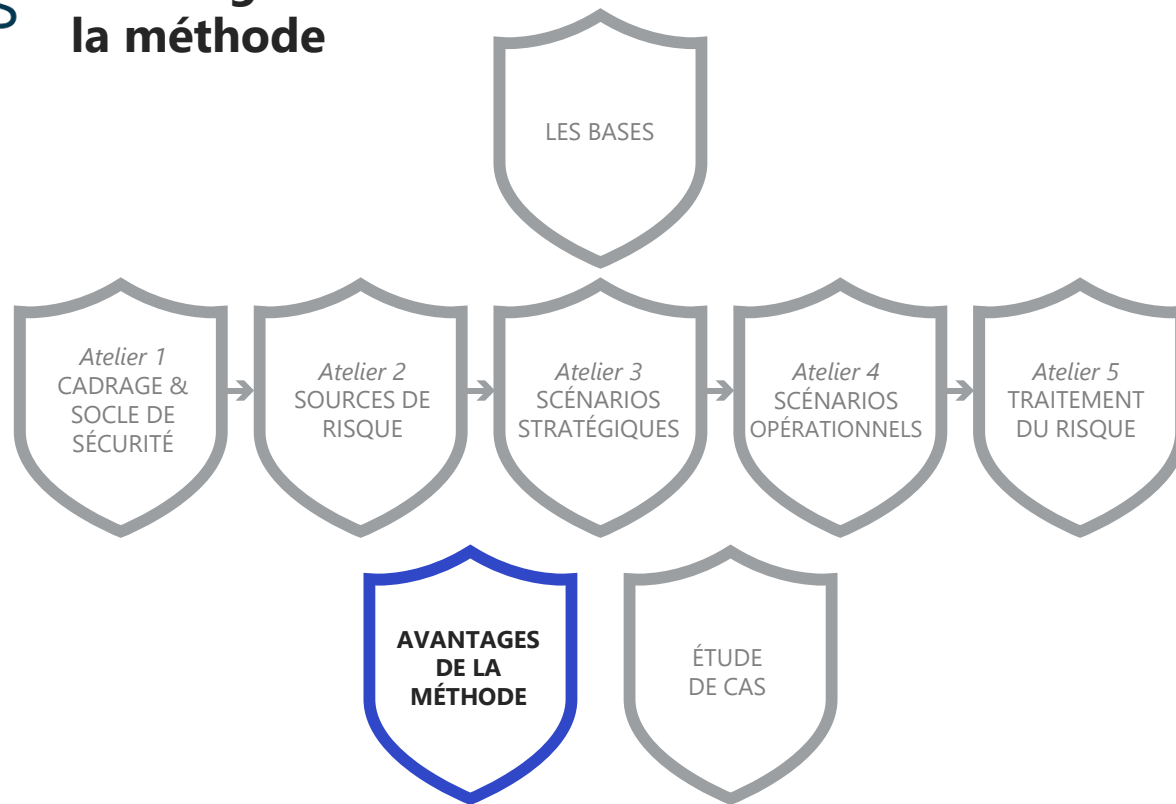 la méthode
LES BASES
Atelier 1
CADRAGE &
SOCLE DE
SÉCURITÉ
Atelier 2
SOURCES DE
RISQUE
Atelier 3
SCÉNARIOS
STRATÉGIQUES
Atelier 4
SCÉNARIOS
OPÉRATIONNELS
Atelier 5
TRAITEMENT
DU RISQUE
AVANTAGES
DE LA
MÉTHODE
ÉTUDE
DE CAS